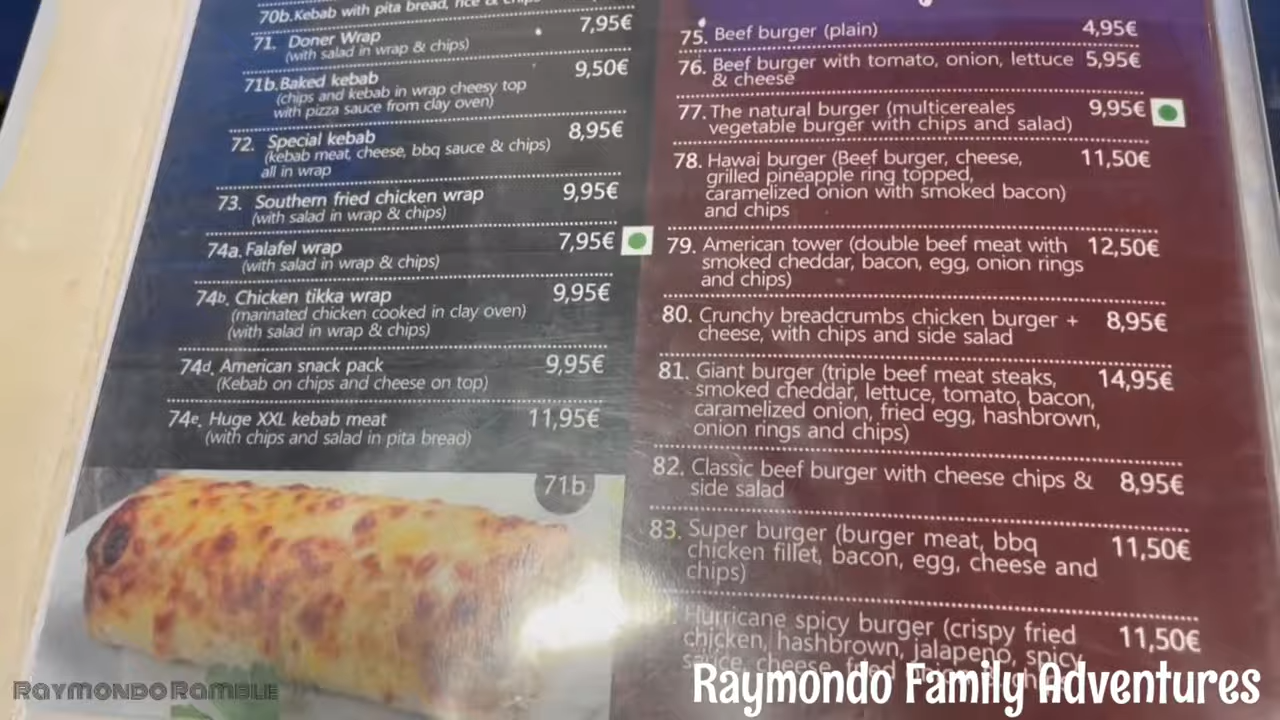 70b.Kebab with pita bread, rice & chips
7,95€
71. Doner Wrap
(with salad in wrap & chips)
9,50€
71b.Baked kebab
(chips and kebab in wrap cheesy top
with pizza sauce from clay oven)
8,95€
72. Special kebab
(kebab meat, cheese, bbq sauce & chips)
all in wrap
73. Southern fried chicken wrap 9,95€
(with salad in wrap & chips)
74a. Falafel wrap 7,95€
(with salad in wrap & chips)
74b. Chicken tikka wrap 9,95€
(marinated chicken cooked in clay oven)
(with salad in wrap & chips)
74d. American snack pack 9,95€
(Kebab on chips and cheese on top)
74e. Huge XXL kebab meat 11,95€
(with chips and salad in pita bread)
71b
75. Beef burger (plain) 4,95€
76. Beef burger with tomato, onion, lettuce 5,95€
& cheese
77. The natural burger (multicereales 9,95€
vegetable burger with chips and salad)
78. Hawai burger (Beef burger, cheese, 11,50€
grilled pineapple ring topped,
caramelized onion with smoked bacon)
and chips
79. American tower (double beef meat with 12,50€
smoked cheddar, bacon, egg, onion rings
and chips)
80. Crunchy breadcrumbs chicken burger + 8,95€
cheese, with chips and side salad
81. Giant burger (triple beef meat steaks, 14,95€
smoked cheddar, lettuce, tomato, bacon,
caramelized onion, fried egg, hashbrown,
onion rings and chips)
82. Classic beef burger with cheese chips & 8,95€
side salad
83. Super burger (burger meat, bbq 11,50€
chicken fillet, bacon, egg, cheese and
chips)
Hurricane spicy burger (crispy fried 11,50€
chicken, hashbrown, jalapeno, spicy
sauce, cheese, fried
Raymondo Ramble
Raymondo Family Adventures